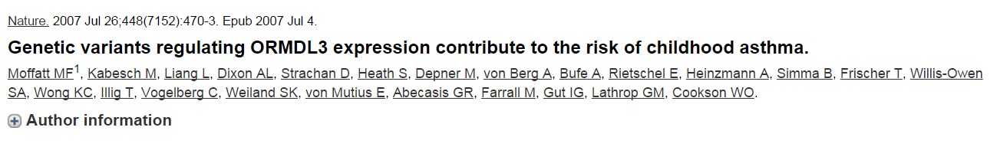 Nature. 2007 Jul 26;448(7152):470-3. Epub 2007 Jul 4.
Genetic variants regulating ORMDL3 expression contribute to the risk of childhood asthma.
Moffatt MF1, Kabesch M, Liang L, Dixon AL, Strachan D, Heath S, Depner M, von Berg A, Bufe A, Rietschel E, Heinzmann A, Simma B, Frischer T, Willis-Owen
SA, Wong KC, Illig T, Vogelberg C, Weiland SK, von Mutius E, Abecasis GR, Farrall M, Gut IG, Lathrop GM, Cookson WO.
Author information